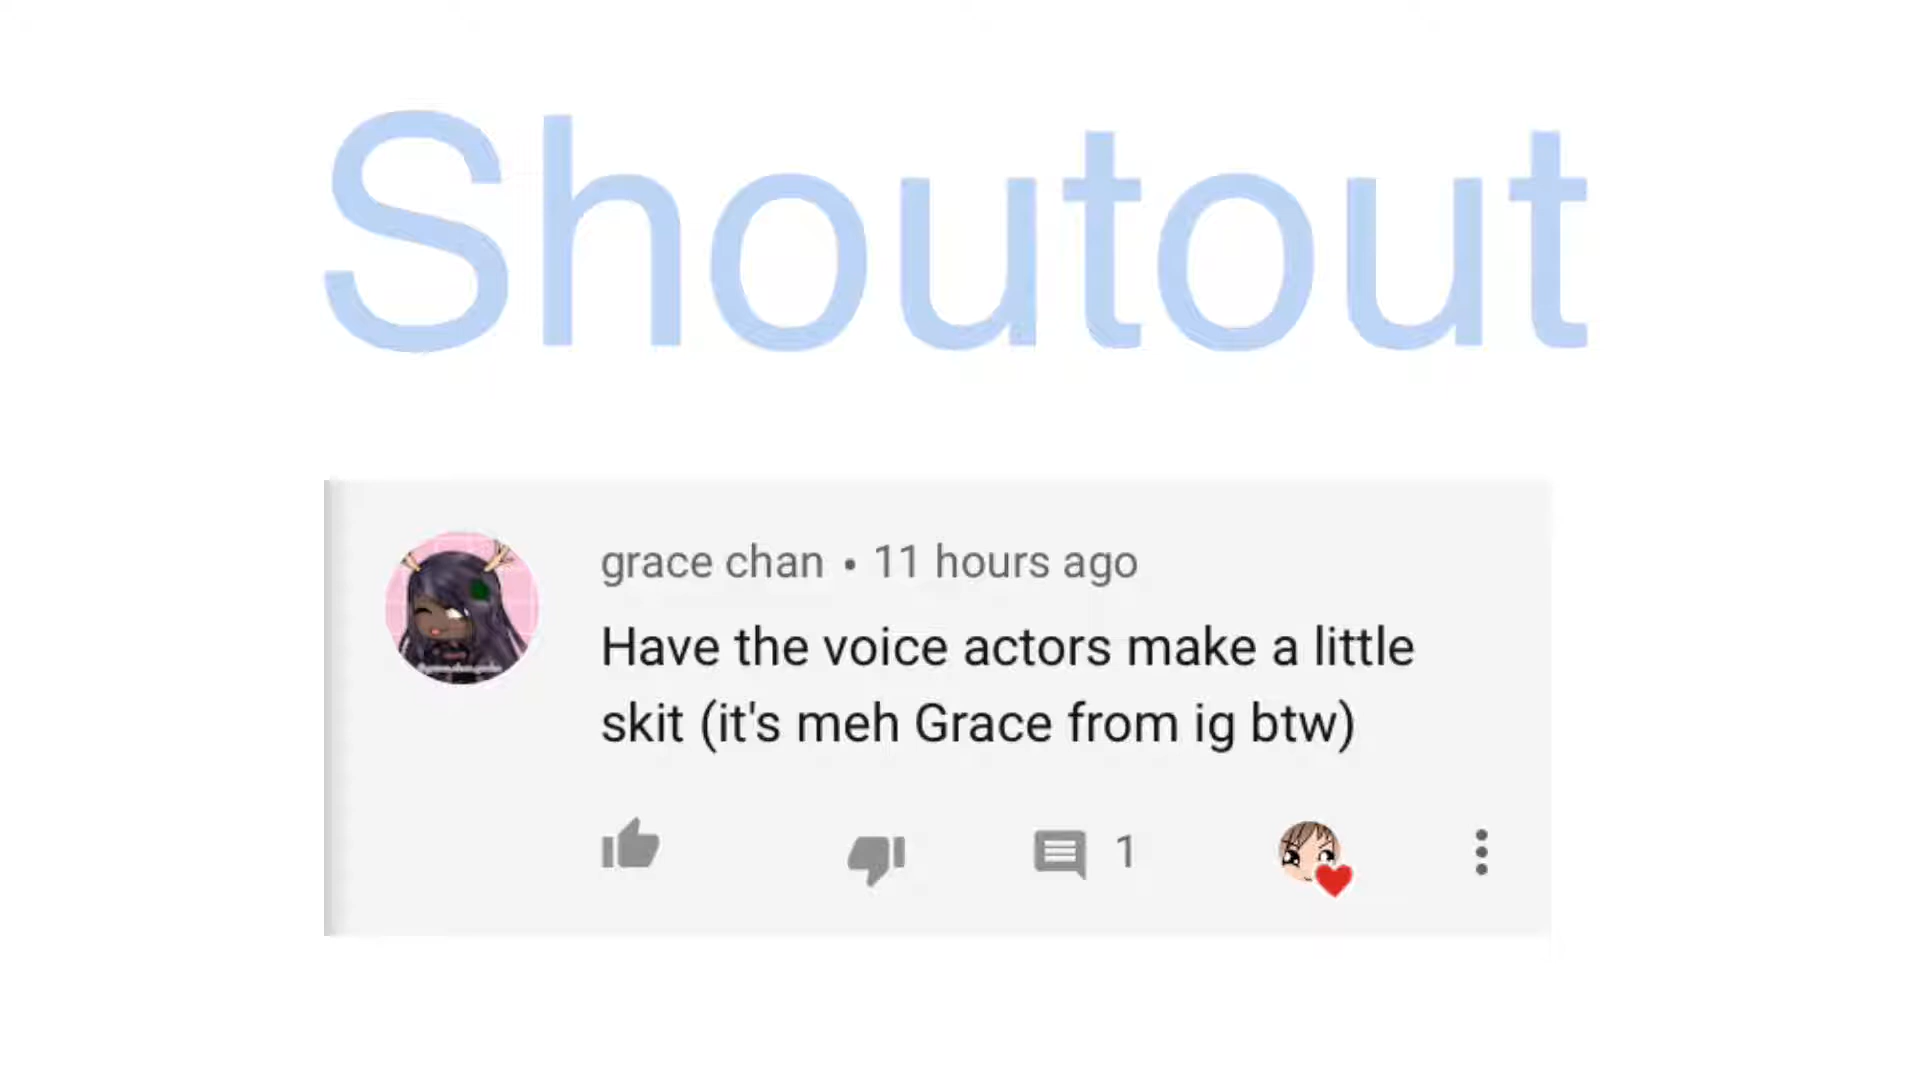 Shoutout
grace chan • 11 hours ago
Have the voice actors make a little
skit (it's meh Grace from ig btw)
1